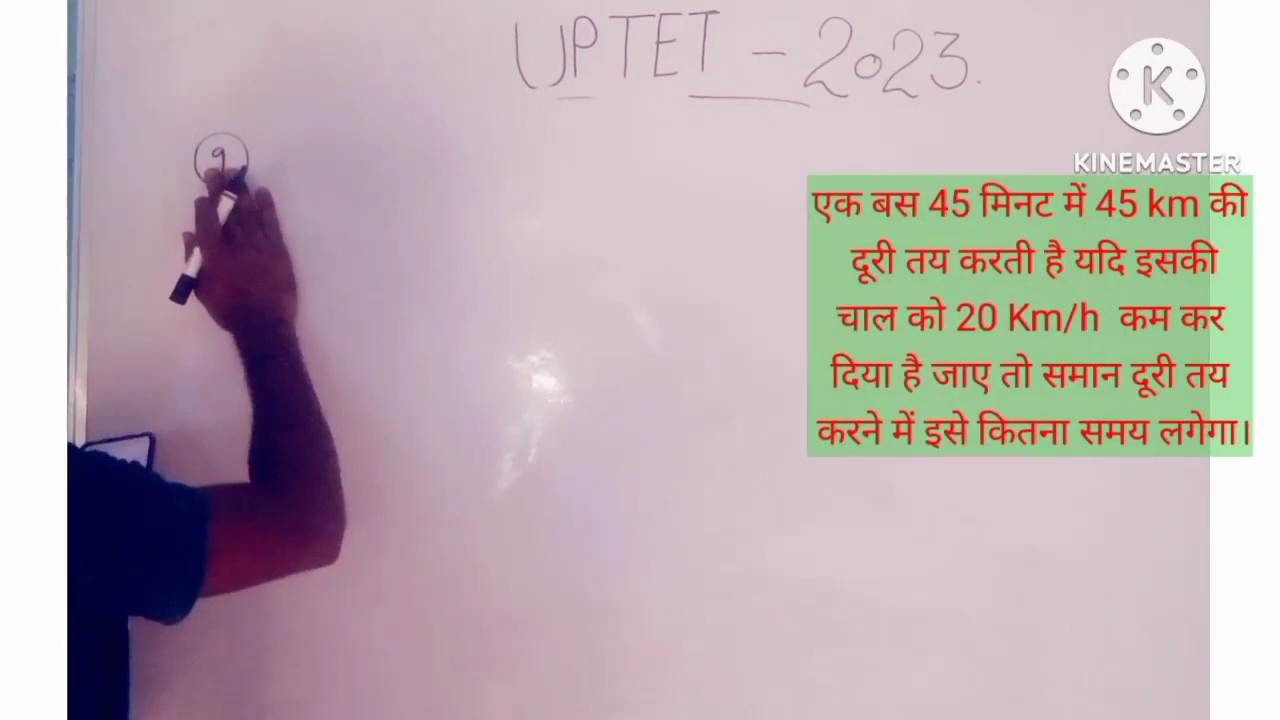 UPTET - 2023.
9
KINEMASTER
एक बस 45 मिनट में 45 km की
दूरी तय करती है यदि इसकी
चाल को 20 Km/h कम कर
दिया है जाए तो समान दूरी तय
करने में इसे कितना समय लगेगा।